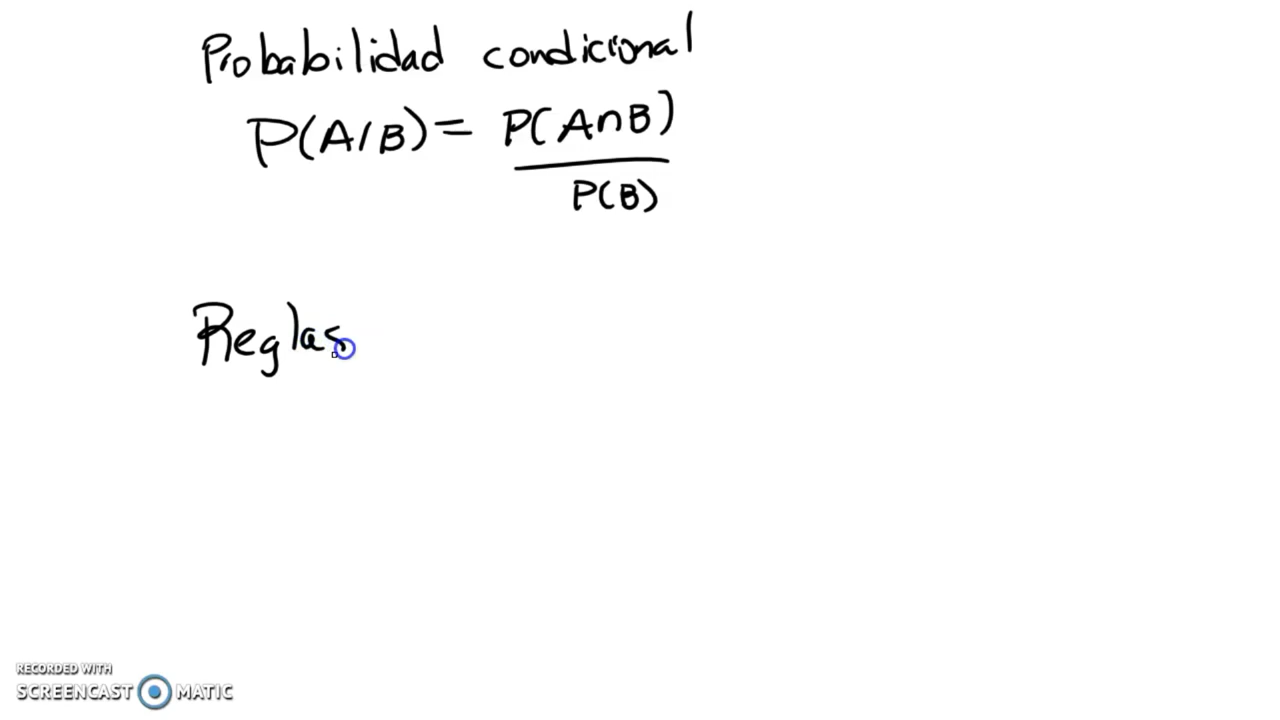 Probabilidad condicional
P(A/B) = P(A∩B)
P(B)
Reglas
RECORDED WITH
SCREENCAST MATIC